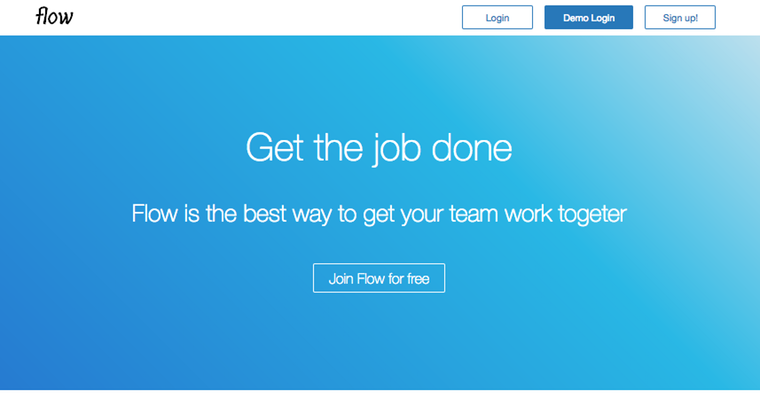 flow
Login
Demo Login
Sign up!
Get the job done
Flow is the best way to get your team work togeter
Join Flow for free